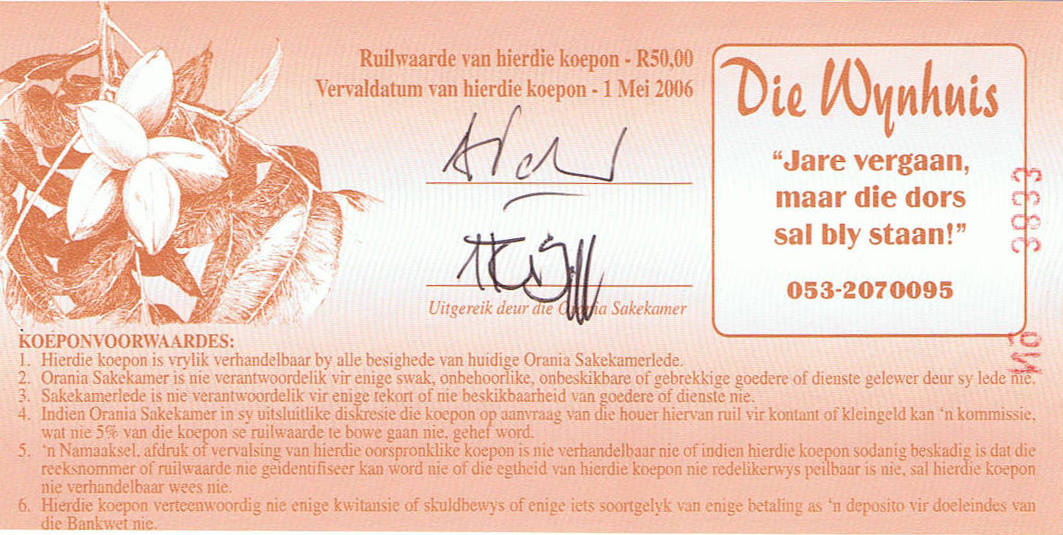 Ruilwaarde van hierdie koepon - R50,00
Vervaldatum van hierdie koepon - 1 Mei 2006
Uitgereik deur die Orania Sakekamer
Die Wynhuis
“Jare vergaan,
maar die dors
sal bly staan!”
053-2070095
No 3833
KOEPONVOORWAARDES:
1. Hierdie koepon is vrylik verhandelbaar by alle besighede van huidige Orania Sakekamerlede.
2. Orania Sakekamer is nie verantwoordelik vir enige swak, onbehoorlike, onbeskikbare of gebrekkige goedere of dienste gelewer deur sy lede nie.
3. Sakekamerlede is nie verantwoordelik vir enige tekort of nie beskikbaarheid van goedere of dienste nie.
4. Indien Orania Sakekamer in sy uitsluitlike diskresie die koepon op aanvraag van die houer hiervan ruil vir kontant of kleingeld kan 'n kommissie,
wat nie 5% van die koepon se ruilwaarde te bowe gaan nie, gehef word.
5. 'n Namaaksel, afdruk of vervalsing van hierdie oorspronklike koepon is nie verhandelbaar nie of indien hierdie koepon sodanig beskadig is dat die
reeksnommer of ruilwaarde nie geidentifiseer kan word nie of die egtheid van hierdie koepon nie redelikerwys peilbaar is nie, sal hierdie koepon
nie verhandelbaar wees nie.
6. Hierdie koepon verteenwoordig nie enige kwitansie of skuldbewys of enige iets soortgelyk van enige betaling as 'n deposito vir doeleindes van
die Bankwet nie.